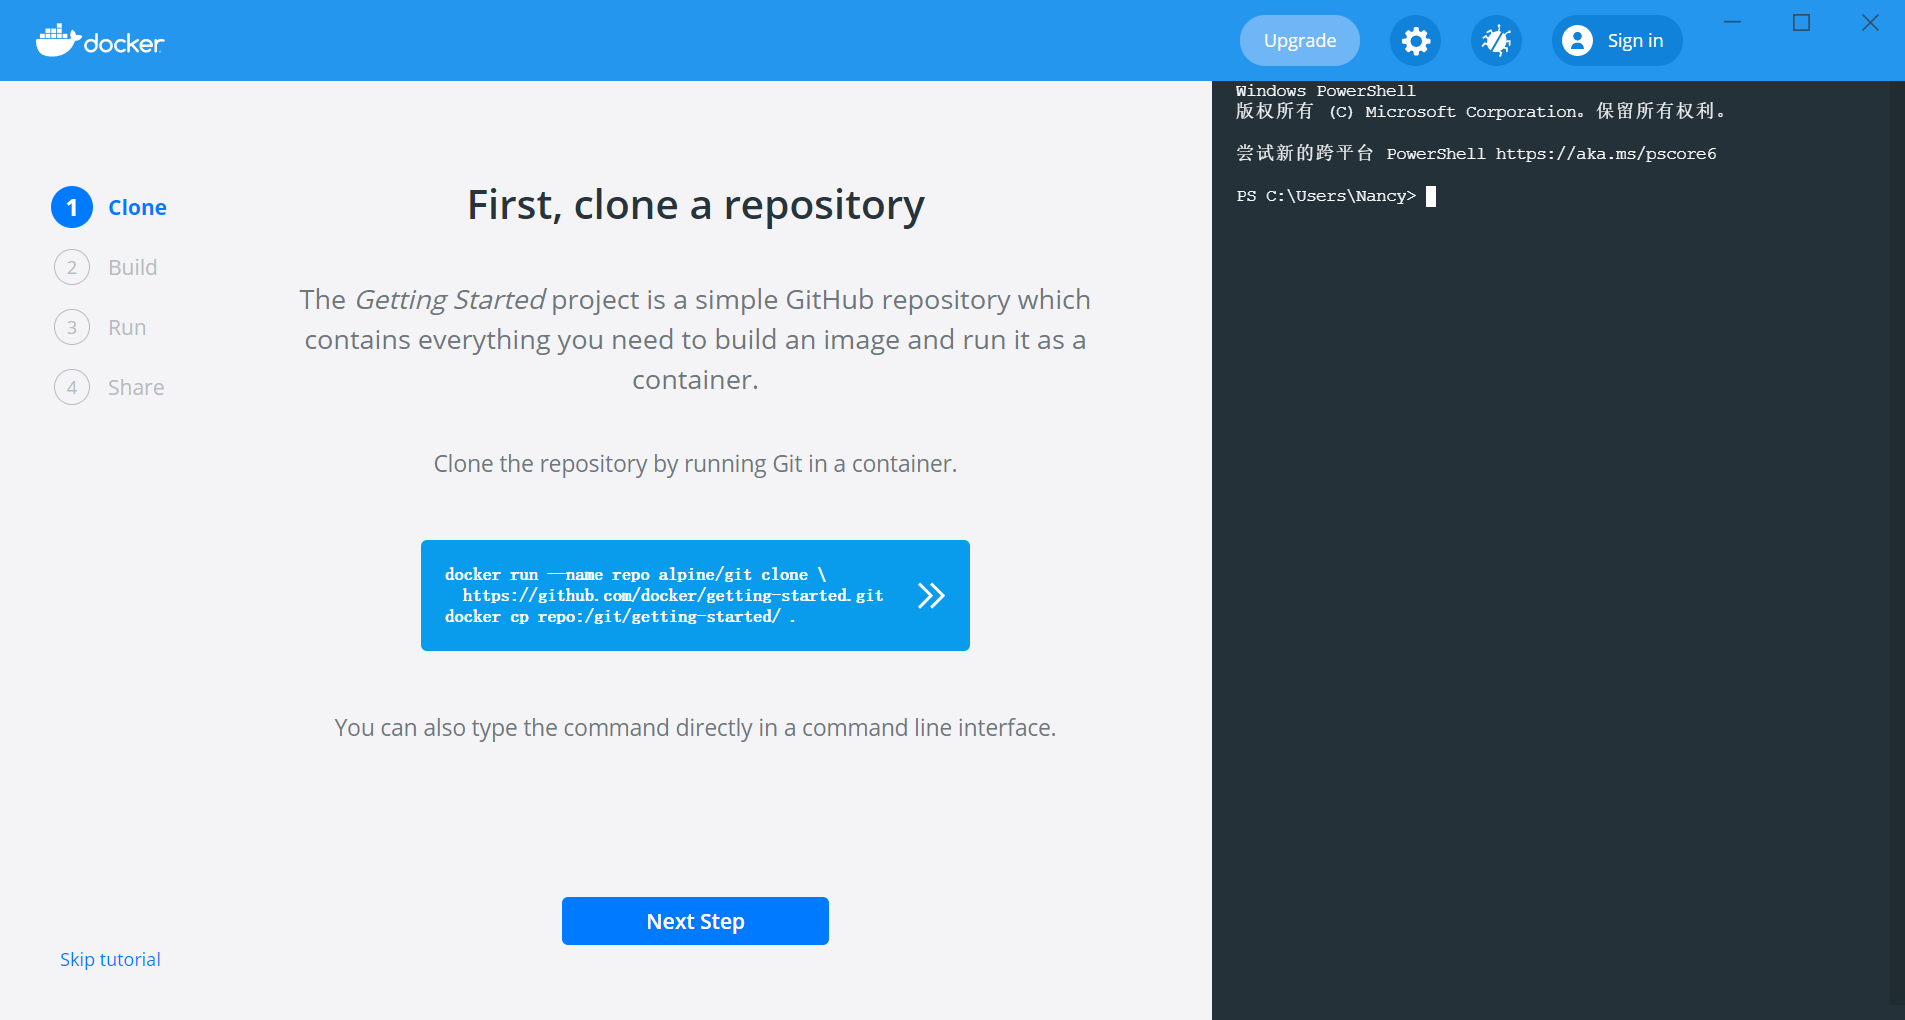 docker
Upgrade
Sign in
1 Clone
2 Build
3 Run
4 Share
First, clone a repository
The Getting Started project is a simple GitHub repository which
contains everything you need to build an image and run it as a
container.
Clone the repository by running Git in a container.
docker run --name repo alpine/git clone \
https://github.com/docker/getting-started.git
docker cp repo:/git/getting-started/ .
You can also type the command directly in a command line interface.
Next Step
Skip tutorial
Windows PowerShell
版权所有 (C) Microsoft Corporation。保留所有权利。
尝试新的跨平台 PowerShell https://aka.ms/pscore6
PS C:\Users\Nancy>